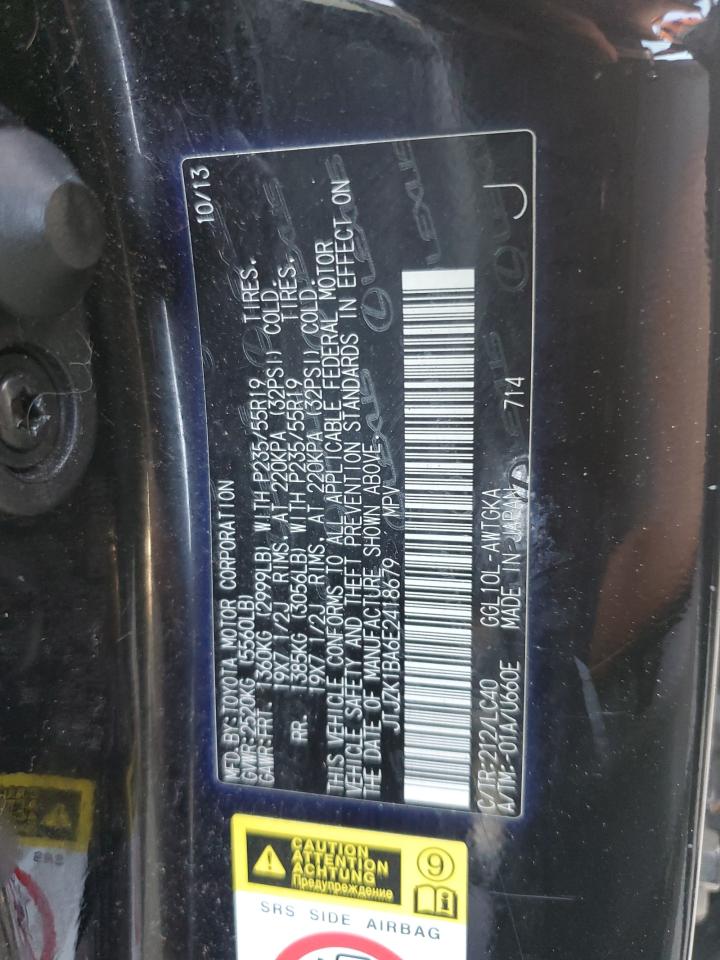 MFD.BY:TOYOTA MOTOR CORPORATION 10/13
GVWR:2520KG (5560LB)
GAWR:FRT. 1360KG (2999LB) WITH P235/55R19 TIRES.
19X7 1/2J RIMS. AT 220KPA (32PSI) COLD.
RR. 1385KG (3056LB) WITH P235/55R19 TIRES.
19X7 1/2J RIMS. AT 220KPA (32PSI) COLD.
THIS VEHICLE CONFORMS TO ALL APPLICABLE FEDERAL MOTOR
VEHICLE SAFETY AND THEFT PREVENTION STANDARDS IN EFFECT ON
THE DATE OF MANUFACTURE SHOWN ABOVE.
JTJZK1BA6E2418679 MPV
C/TR:212/LC40 GGL10L-AWTGKA
A/TM:-01A/U660E MADE IN JAPAN 714
J
LEXUS
CAUTION
ATTENTION
ACHTUNG
Предупреждение
9
SRS SIDE AIRBAG
SRS